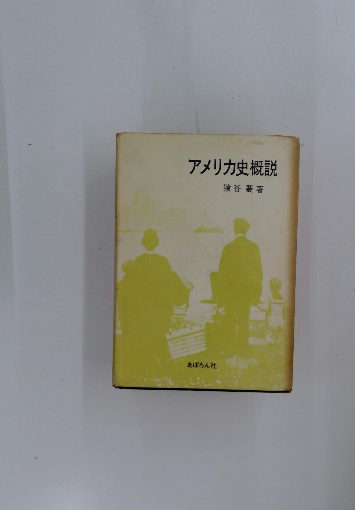 アメリカ史概説
猿谷 要 著
あぽろん社